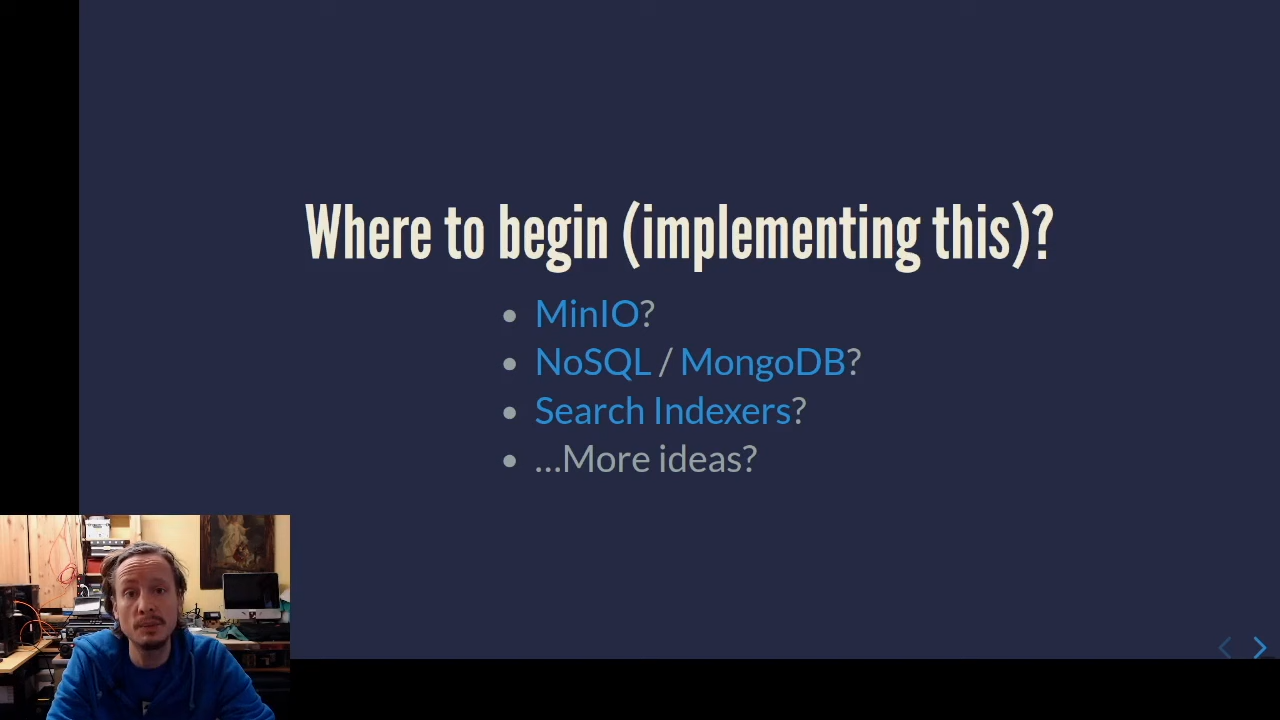 Where to begin (implementing this)?
MinIO?
NoSQL / MongoDB?
Search Indexers?
...More ideas?